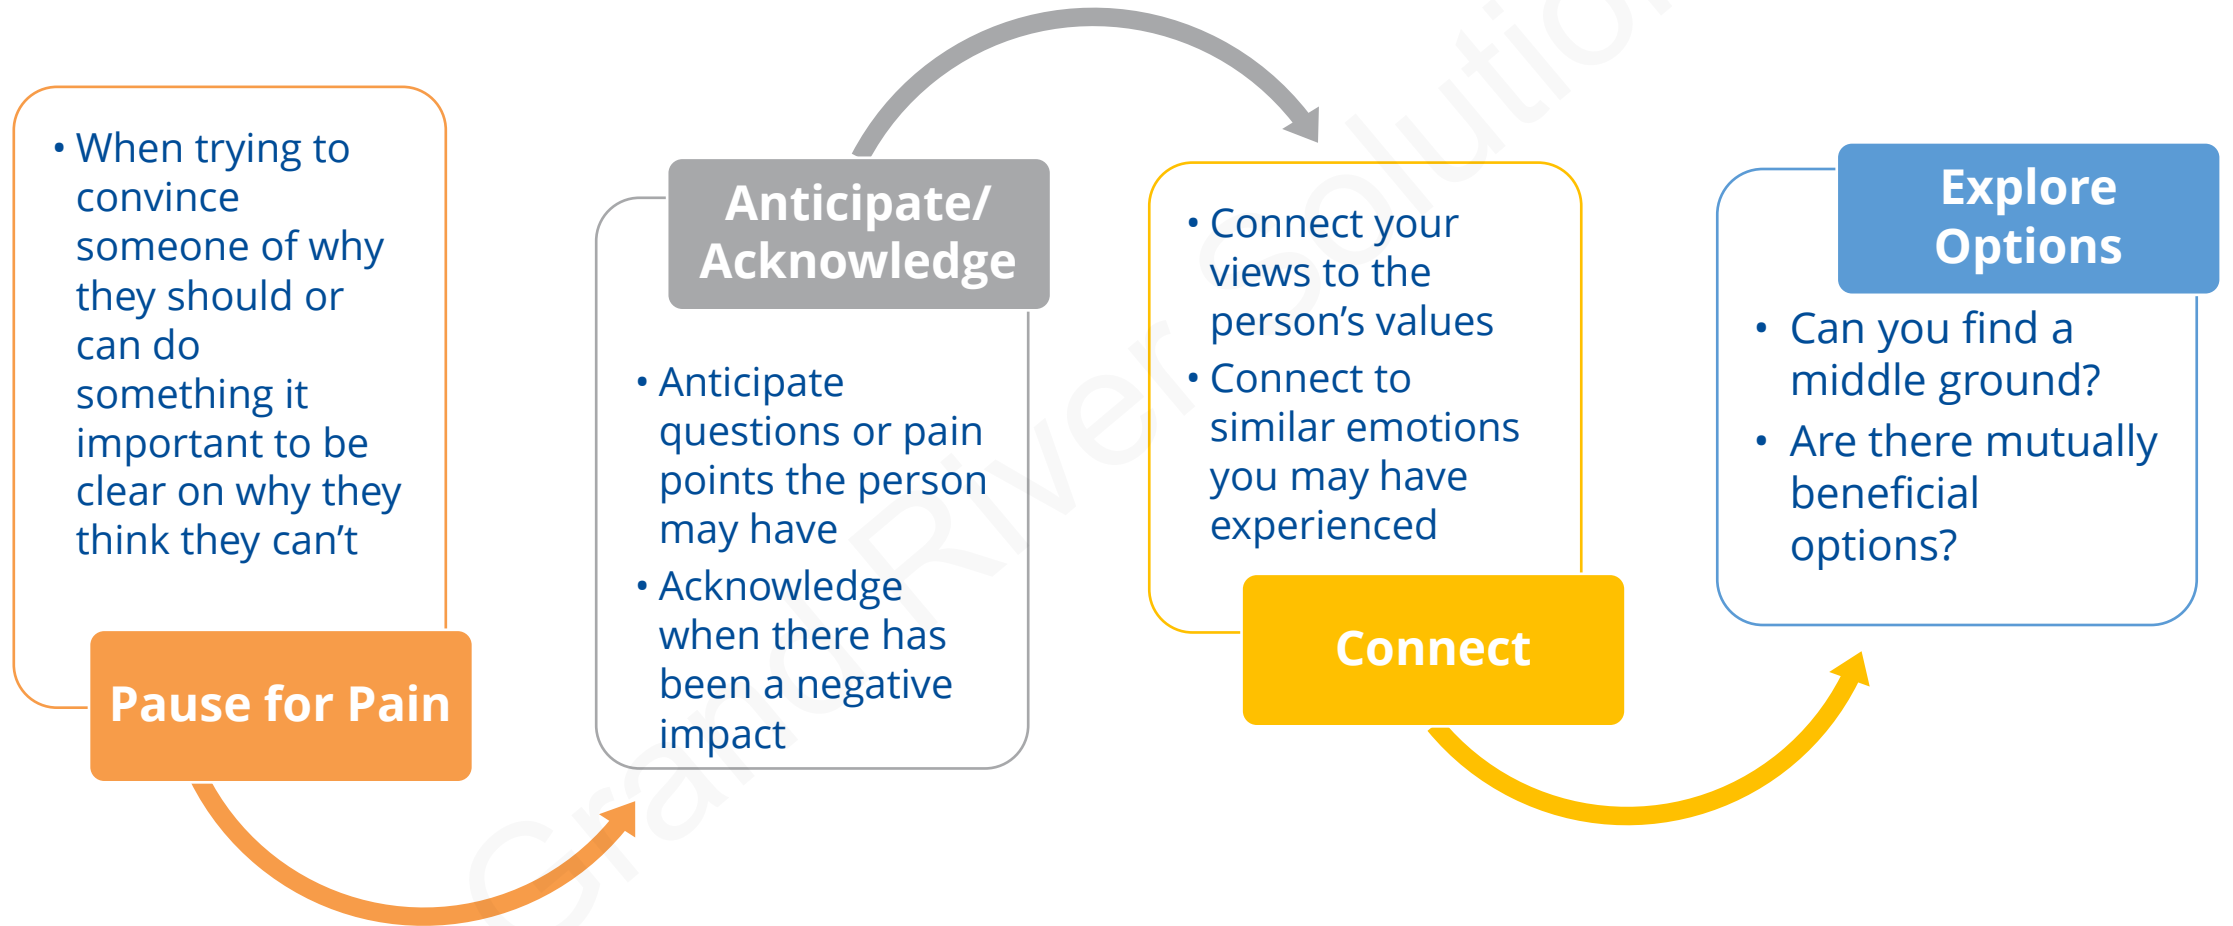 • When trying to
convince
someone of why
they should or
can do
something it
important to be
clear on why they
think they can't
Pause for Pain
Anticipate/
Acknowledge
• Anticipate
questions or pain
points the person
may have
• Acknowledge
when there has
been a negative
impact
• Connect your
views to the
person's values
• Connect to
similar emotions
you may have
experienced
Connect
Explore
Options
• Can you find a
middle ground?
• Are there mutually
beneficial
options?
Grand River Solutio